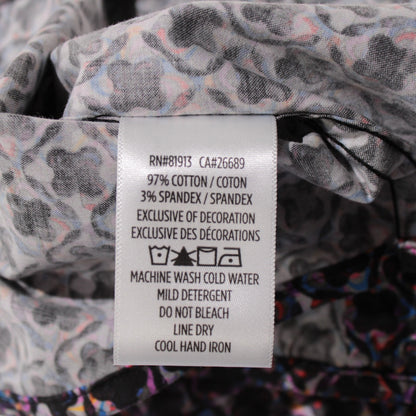 RN#81913 CA#26689
97% COTTON / COTON
3% SPANDEX / SPANDEX
EXCLUSIVE OF DECORATION
EXCLUSIVE DES DÉCORATIONS
MACHINE WASH COLD WATER
MILD DETERGENT
DO NOT BLEACH
LINE DRY
COOL HAND IRON